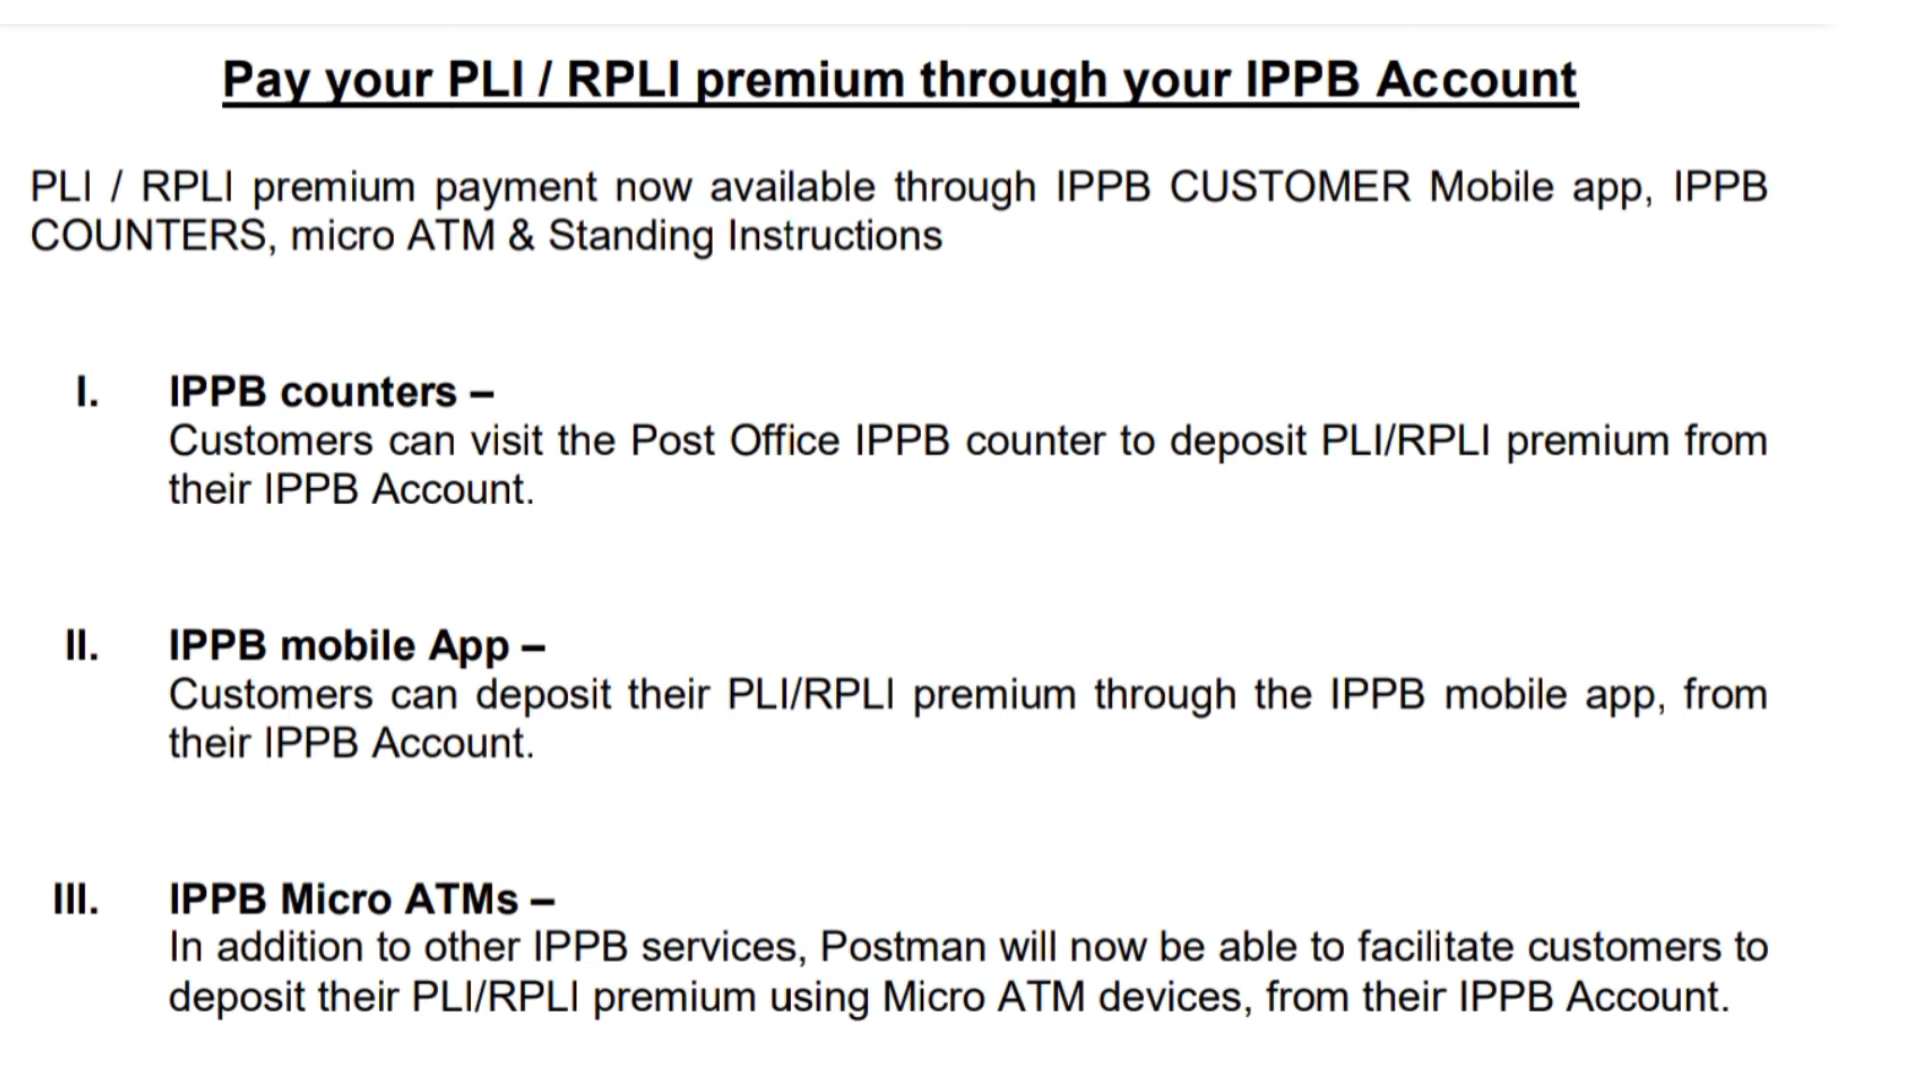 Pay your PLI / RPLI premium through your IPPB Account
PLI / RPLI premium payment now available through IPPB CUSTOMER Mobile app, IPPB
COUNTERS, micro ATM & Standing Instructions
I. IPPB counters –
Customers can visit the Post Office IPPB counter to deposit PLI/RPLI premium from
their IPPB Account.
II. IPPB mobile App –
Customers can deposit their PLI/RPLI premium through the IPPB mobile app, from
their IPPB Account.
III. IPPB Micro ATMs –
In addition to other IPPB services, Postman will now be able to facilitate customers to
deposit their PLI/RPLI premium using Micro ATM devices, from their IPPB Account.